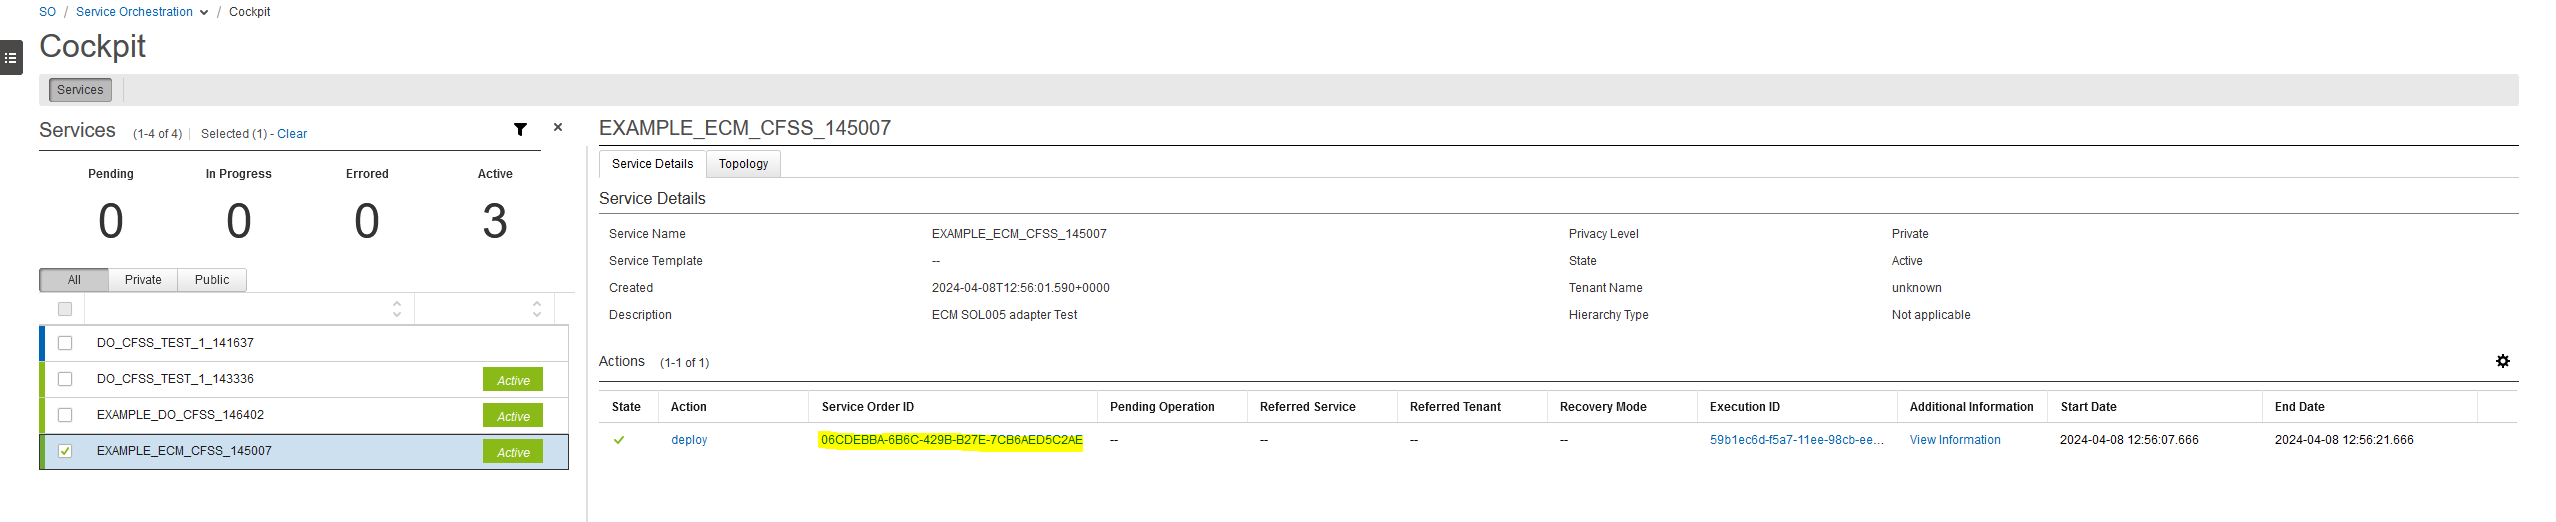 SO / Service Orchestration / Cockpit
Cockpit
Services
Services (1-4 of 4) Selected (1) - Clear
Pending In Progress Errored Active
0 0 0 3
All Private Public
DO_CFSS_TEST_1_141637
DO_CFSS_TEST_1_143336 Active
EXAMPLE_DO_CFSS_146402 Active
EXAMPLE_ECM_CFSS_145007 Active
EXAMPLE_ECM_CFSS_145007
Service Details Topology
Service Details
Service Name EXAMPLE_ECM_CFSS_145007 Privacy Level Private
Service Template -- State Active
Created 2024-04-08T12:56:01.590+0000 Tenant Name unknown
Description ECM SOL005 adapter Test Hierarchy Type Not applicable
Actions (1-1 of 1)
State Action Service Order ID Pending Operation Referred Service Referred Tenant Recovery Mode Execution ID Additional Information Start Date End Date
deploy 06CDEBBA-6B6C-429B-B27E-7CB6AED5C2AE -- -- -- -- 59b1ec6d-f5a7-11ee-98cb-ee... View Information 2024-04-08 12:56:07.666 2024-04-08 12:56:21.666